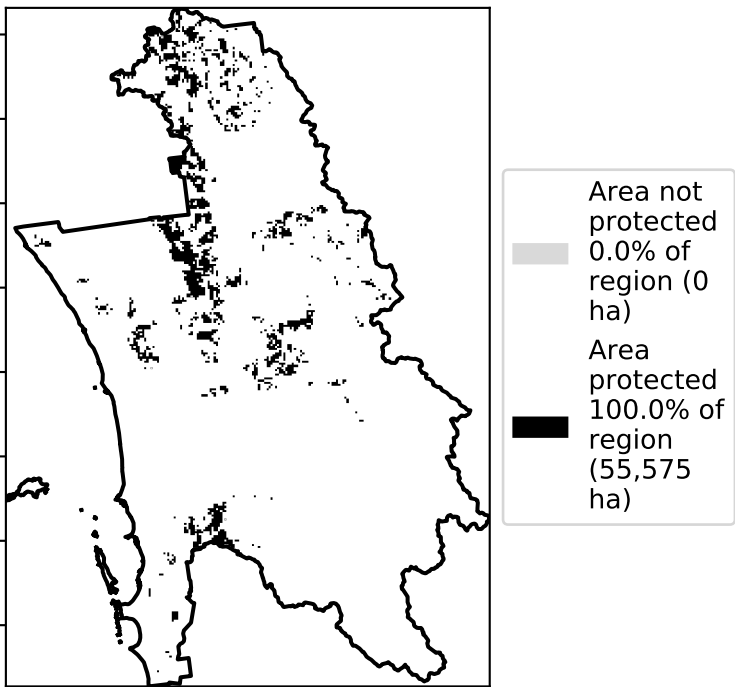 Area not
protected
0.0% of
region (0
ha)
Area
protected
100.0% of
region
(55,575
ha)